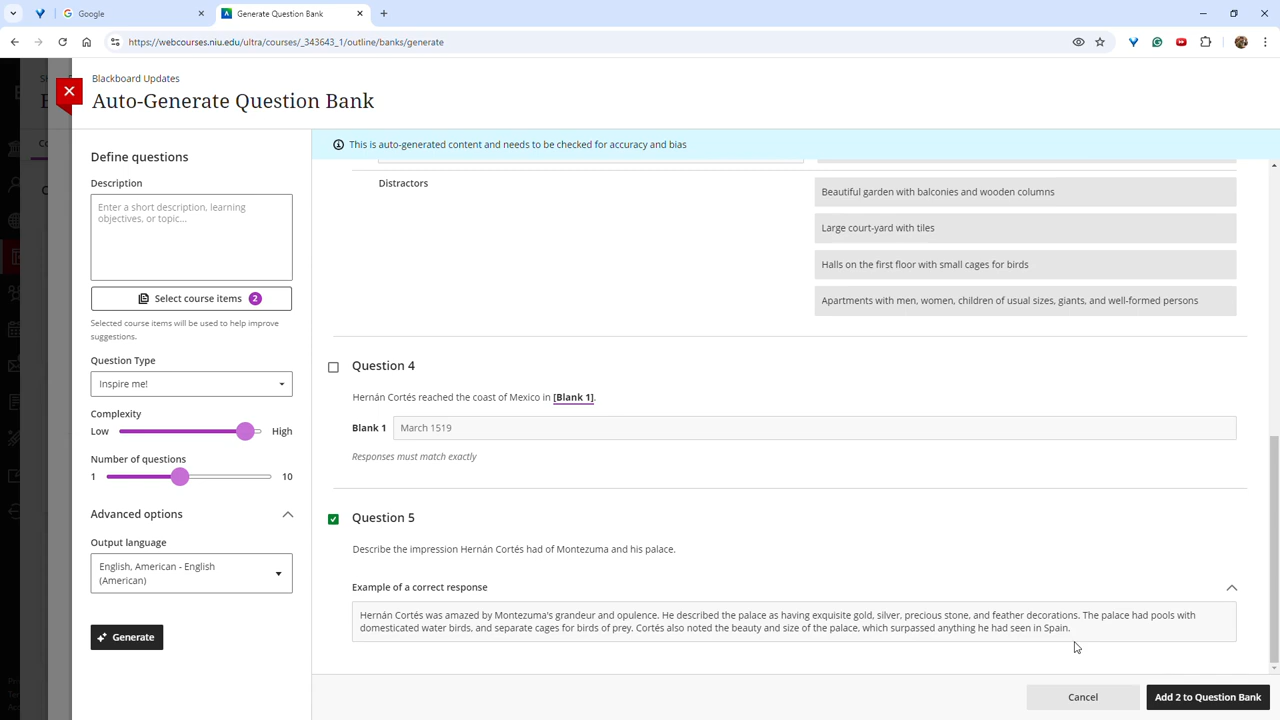 Google
Generate Question Bank
https://webcourses.niu.edu/ultra/courses/_343643_1/outline/banks/generate
Blackboard Updates
Auto-Generate Question Bank
Define questions
Description
Enter a short description, learning
objectives, or topic...
Select course items 2
Selected course items will be used to help improve
suggestions.
Question Type
Inspire me!
Complexity
Low High
Number of questions
1 10
Advanced options
Output language
English, American - English
(American)
Generate
This is auto-generated content and needs to be checked for accuracy and bias
Distractors
Beautiful garden with balconies and wooden columns
Large court-yard with tiles
Halls on the first floor with small cages for birds
Apartments with men, women, children of usual sizes, giants, and well-formed persons
Question 4
Hernán Cortés reached the coast of Mexico in [Blank 1].
Blank 1 March 1519
Responses must match exactly
Question 5
Describe the impression Hernán Cortés had of Montezuma and his palace.
Example of a correct response
Hernán Cortés was amazed by Montezuma's grandeur and opulence. He described the palace as having exquisite gold, silver, precious stone, and feather decorations. The palace had pools with
domesticated water birds, and separate cages for birds of prey. Cortés also noted the beauty and size of the palace, which surpassed anything he had seen in Spain.
Cancel
Add 2 to Question Bank